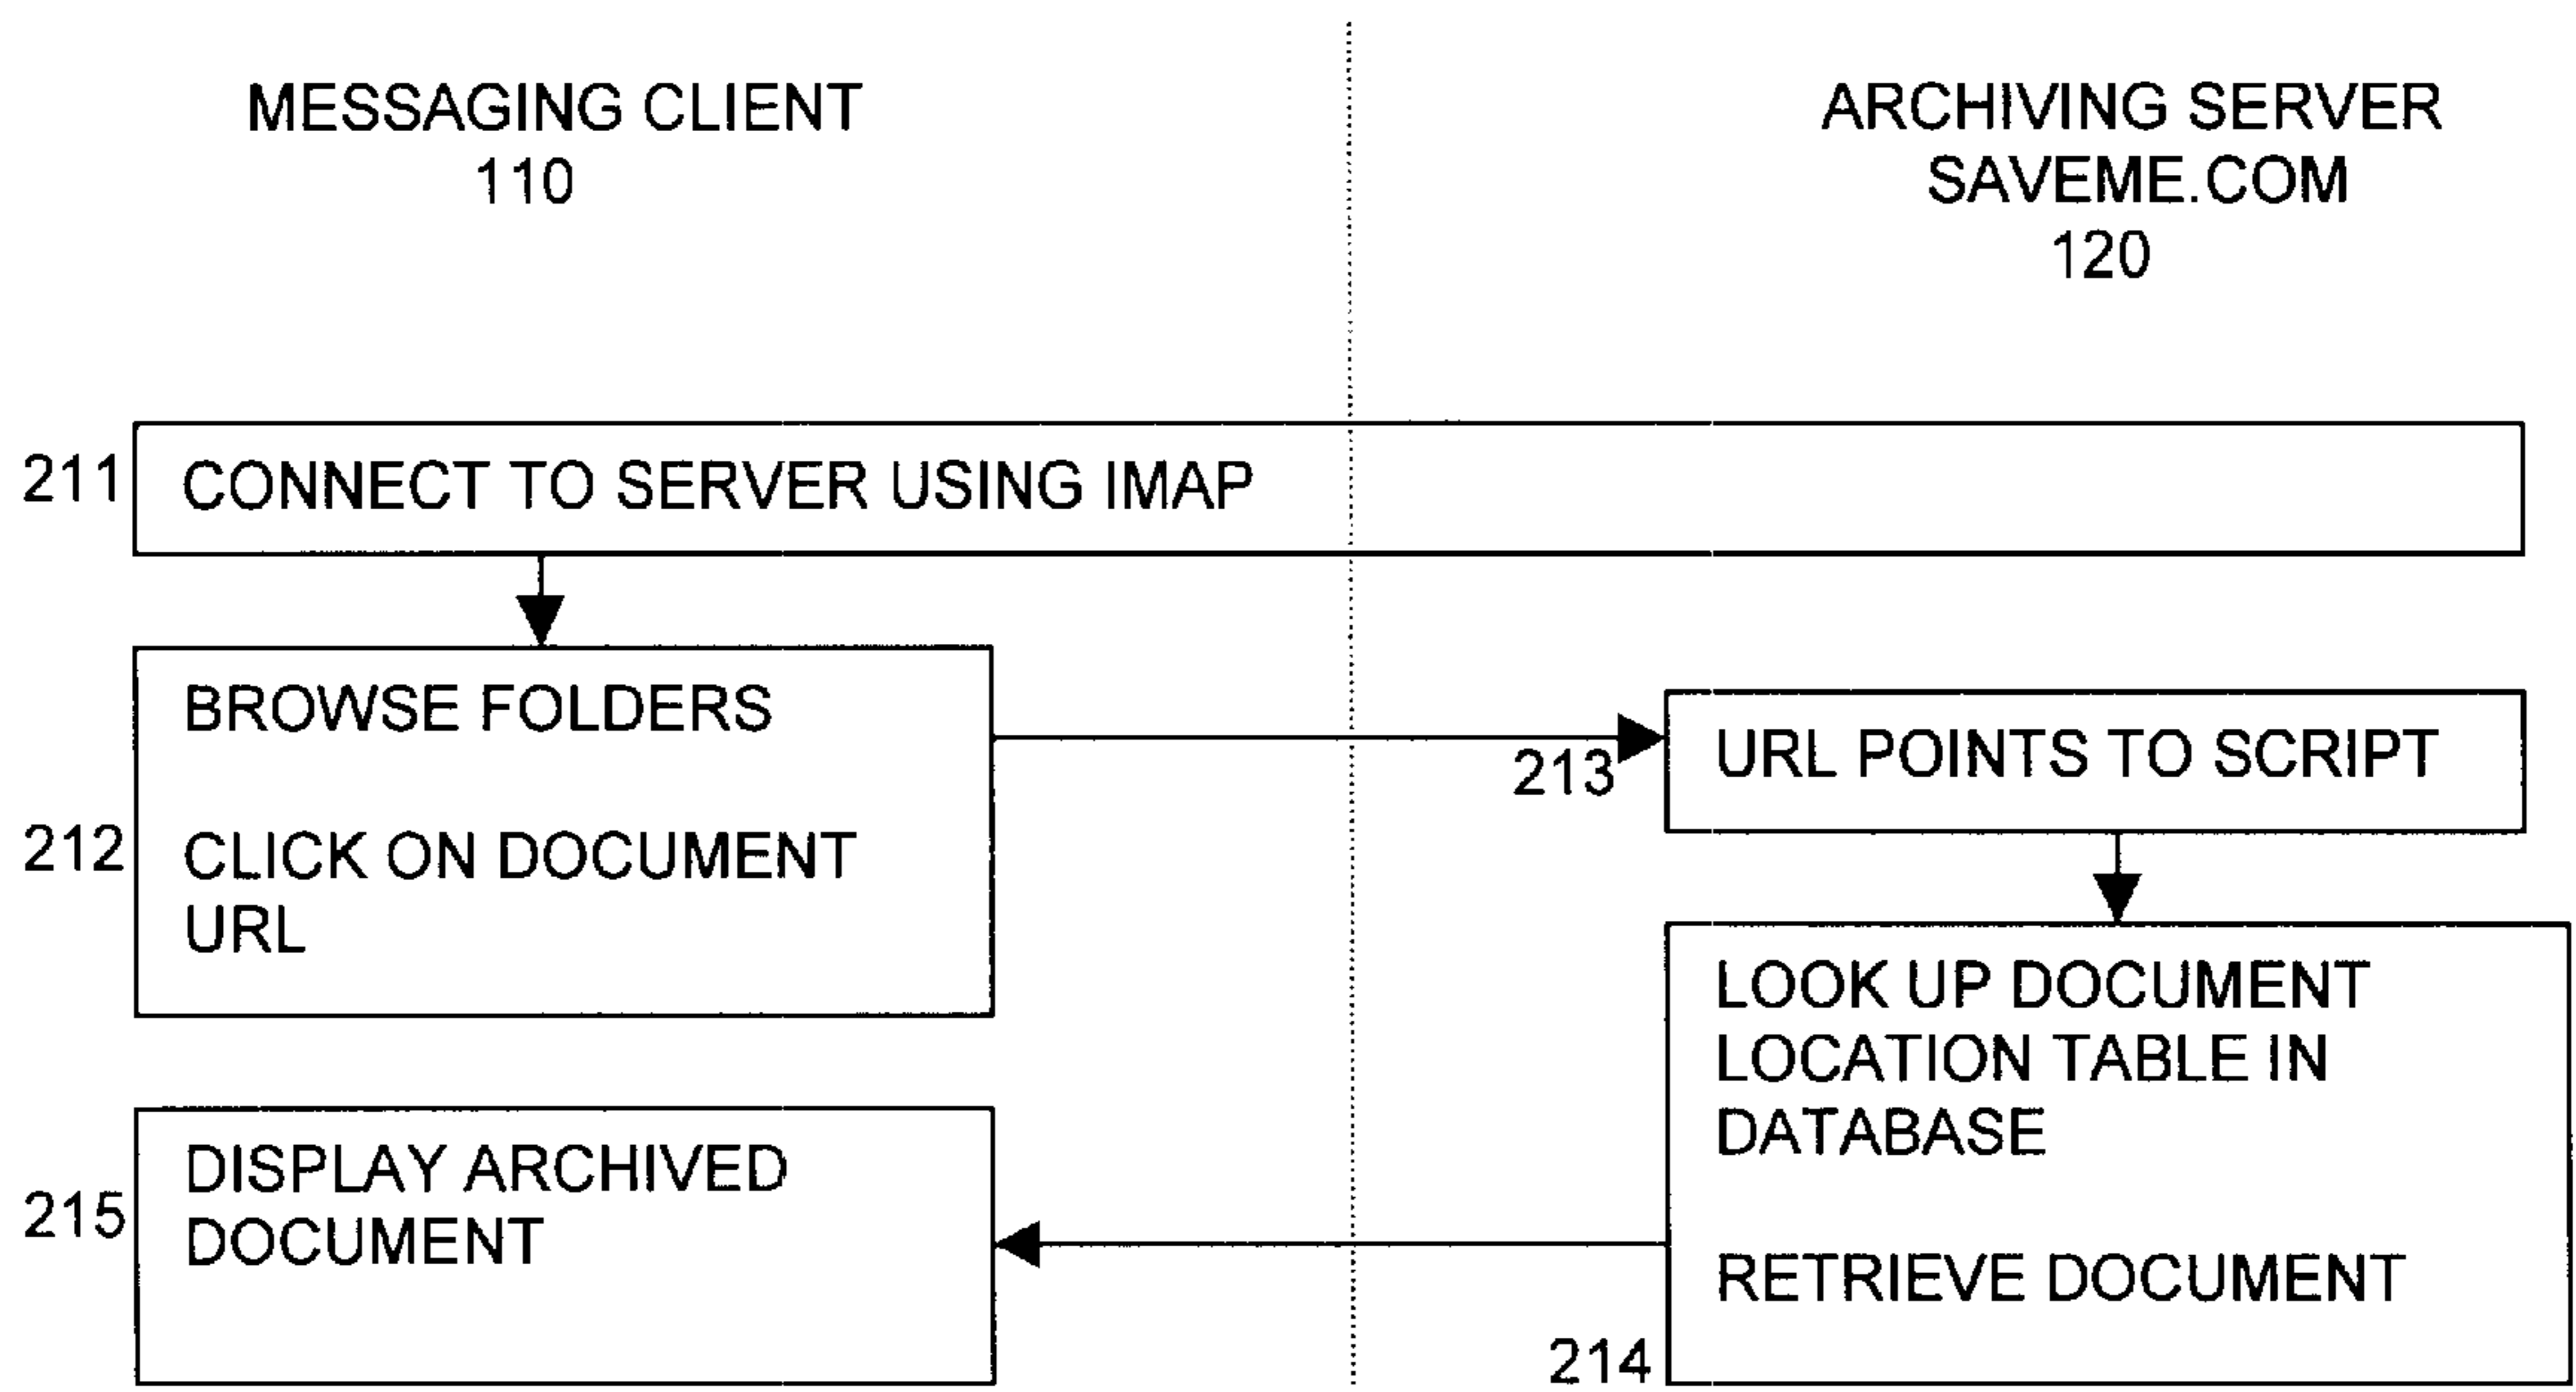 MESSAGING CLIENT
110
ARCHIVING SERVER
SAVEME.COM
120
211
CONNECT TO SERVER USING IMAP
BROWSE FOLDERS
212
CLICK ON DOCUMENT
URL
213
URL POINTS TO SCRIPT
LOOK UP DOCUMENT
LOCATION TABLE IN
DATABASE
RETRIEVE DOCUMENT
214
215
DISPLAY ARCHIVED
DOCUMENT